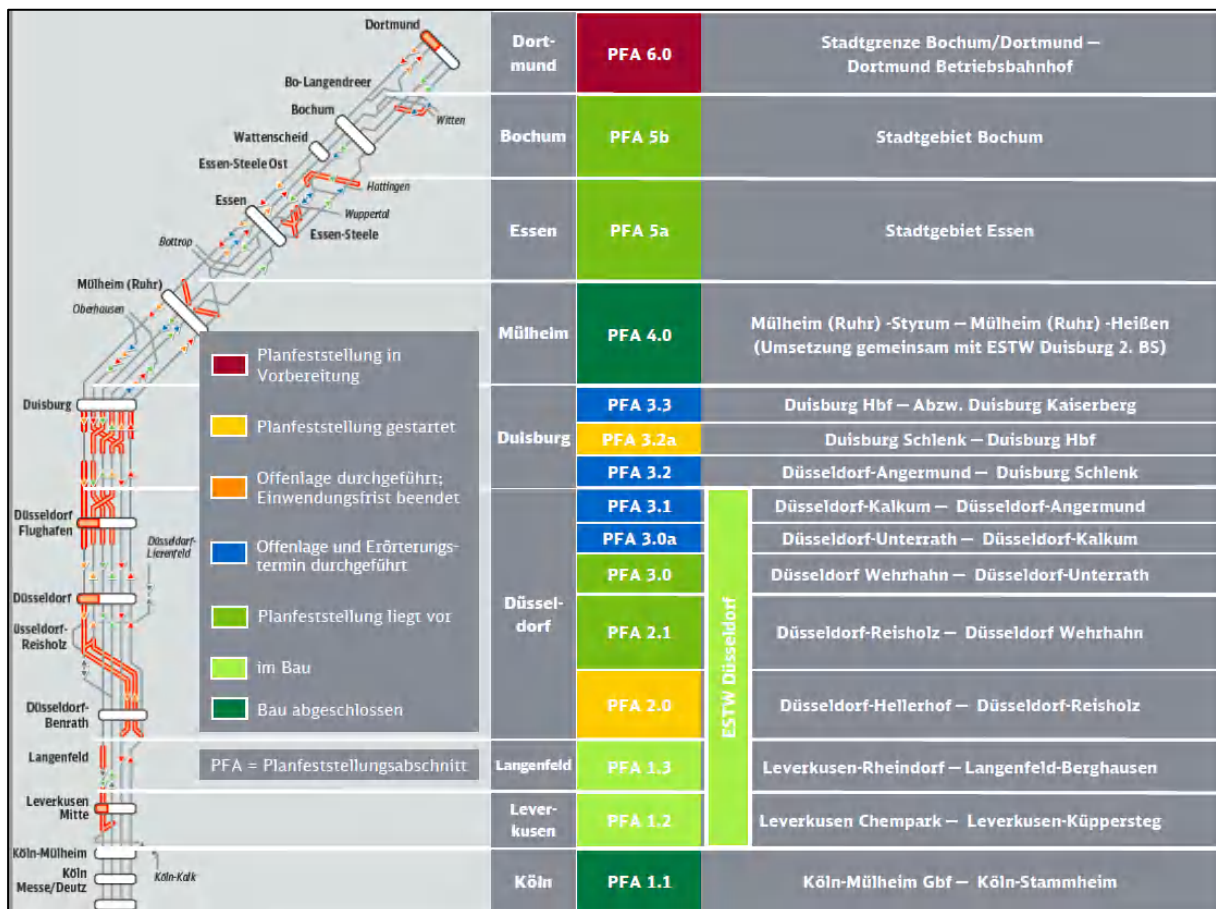 Dortmund
Bo-Langendreer
Bochum
Witten
Wattenscheid
Essen-Steele Ost
Hattingen
Essen
Wuppertal
Essen-Steele
Bottrop
Mülheim (Ruhr)
Oberhausen
Duisburg
Düsseldorf
Flughafen
Düsseldorf-
Lierenfeld
Düsseldorf
üsseldorf-
Reisholz
Düsseldorf-
Benrath
Langenfeld
Leverkusen
Mitte
Köln-Mülheim
Köln
Messe/Deutz
Köln-Kalk
Planfeststellung in
Vorbereitung
Planfeststellung gestartet
Offenlage durchgeführt;
Einwendungsfrist beendet
Offenlage und Erörterungs-
termin durchgeführt
Planfeststellung liegt vor
im Bau
Bau abgeschlossen
PFA = Planfeststellungsabschnitt
Dort-
mund
PFA 6.0
Stadtgrenze Bochum/Dortmund —
Dortmund Betriebsbahnhof
Bochum
PFA 5b
Stadtgebiet Bochum
Essen
PFA 5a
Stadtgebiet Essen
Mülheim
PFA 4.0
Mülheim (Ruhr) -Styrum — Mülheim (Ruhr) -Heißen
(Umsetzung gemeinsam mit ESTW Duisburg 2. BS)
Duisburg
PFA 3.3
Duisburg Hbf — Abzw. Duisburg Kaiserberg
PFA 3.2a
Duisburg Schlenk — Duisburg Hbf
PFA 3.2
Düsseldorf-Angermund — Duisburg Schlenk
Düssel-
dorf
ESTW Düsseldorf
PFA 3.1
Düsseldorf-Kalkum — Düsseldorf-Angermund
PFA 3.0a
Düsseldorf-Unterrath — Düsseldorf-Kalkum
PFA 3.0
Düsseldorf Wehrhahn — Düsseldorf-Unterrath
PFA 2.1
Düsseldorf-Reisholz — Düsseldorf Wehrhahn
PFA 2.0
Düsseldorf-Hellerhof — Düsseldorf-Reisholz
Langenfeld
PFA 1.3
Leverkusen-Rheindorf — Langenfeld-Berghausen
Lever-
kusen
PFA 1.2
Leverkusen Chempark — Leverkusen-Küppersteg
Köln
PFA 1.1
Köln-Mülheim Gbf — Köln-Stammheim